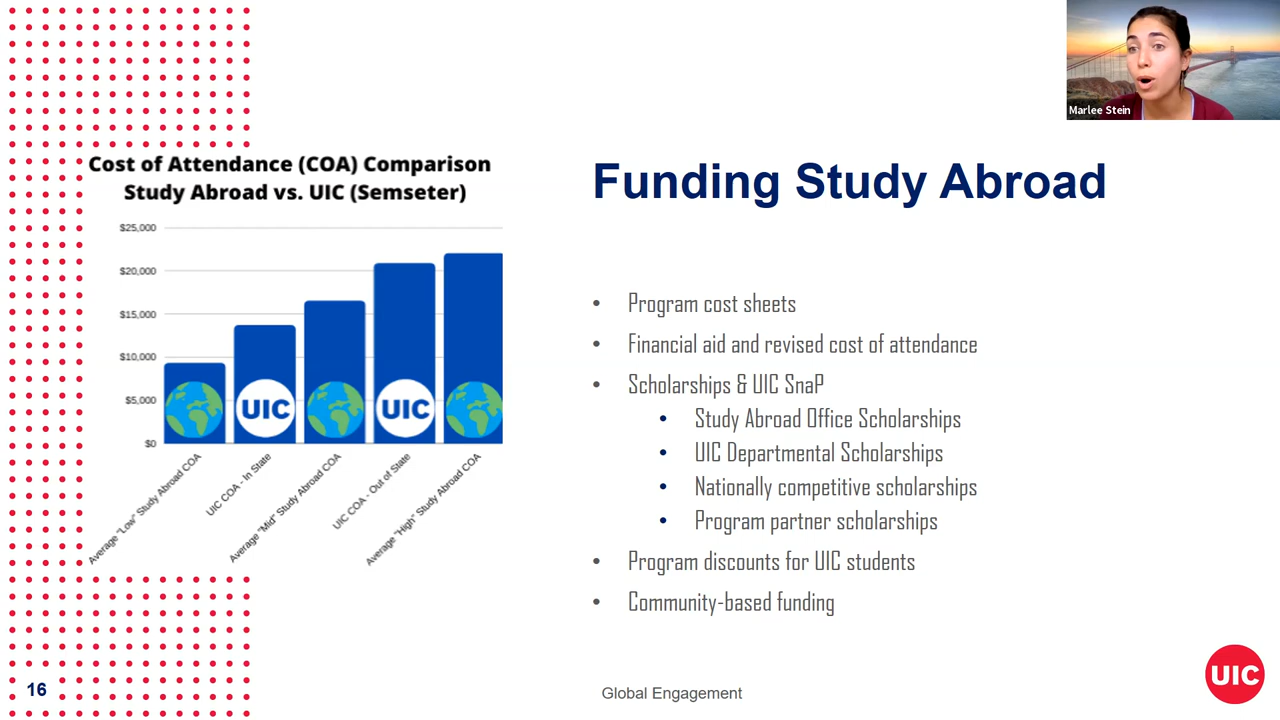 Marlee Stein
Cost of Attendance (COA) Comparison
Study Abroad vs. UIC (Semseter)
$25,000
$20,000
$15,000
$10,000
$5,000
$0
UIC
UIC
Average "Low" Study Abroad COA
UIC COA - In State
Average "Mid" Study Abroad COA
UIC COA - Out of State
Average "High" Study Abroad COA
Funding Study Abroad
• Program cost sheets
• Financial aid and revised cost of attendance
• Scholarships & UIC SnaP
• Study Abroad Office Scholarships
• UIC Departmental Scholarships
• Nationally competitive scholarships
• Program partner scholarships
• Program discounts for UIC students
• Community-based funding
16
Global Engagement
UIC